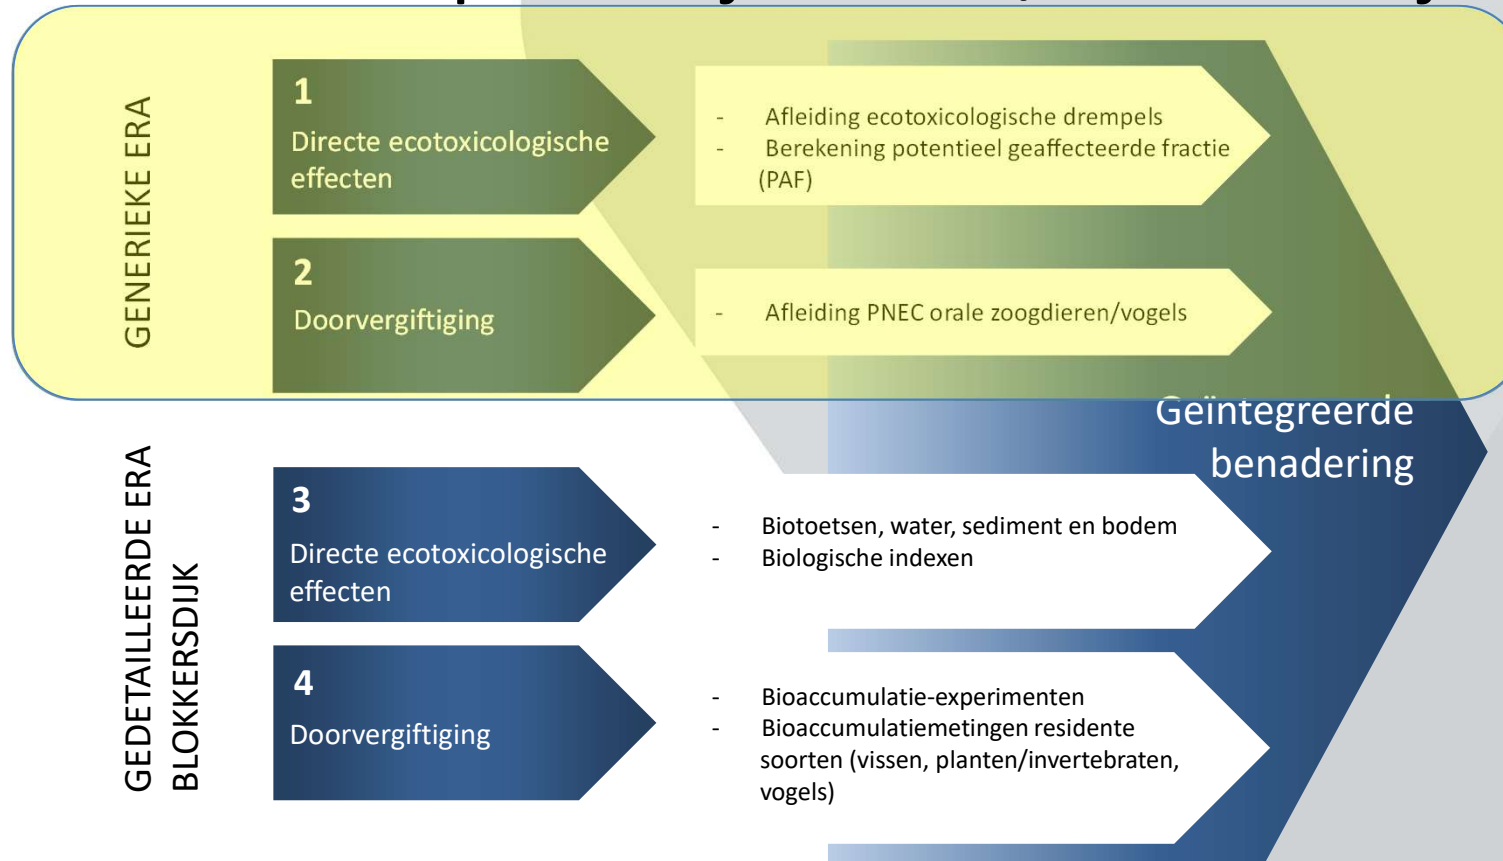 GENERIEKE ERA
1
Directe ecotoxicologische
effecten
- Afleiding ecotoxicologische drempels
- Berekening potentieel geaffecteerde fractie
(PAF)
2
Doorvergiftiging
- Afleiding PNEC orale zoogdieren/vogels
Geïntegreerde
benadering
GEDETAILLEERDE ERA
BLOKKERSDIJK
3
Directe ecotoxicologische
effecten
- Biotoetsen, water, sediment en bodem
- Biologische indexen
4
Doorvergiftiging
- Bioaccumulatie-experimenten
- Bioaccumulatiemetingen residente
soorten (vissen, planten/invertebraten,
vogels)